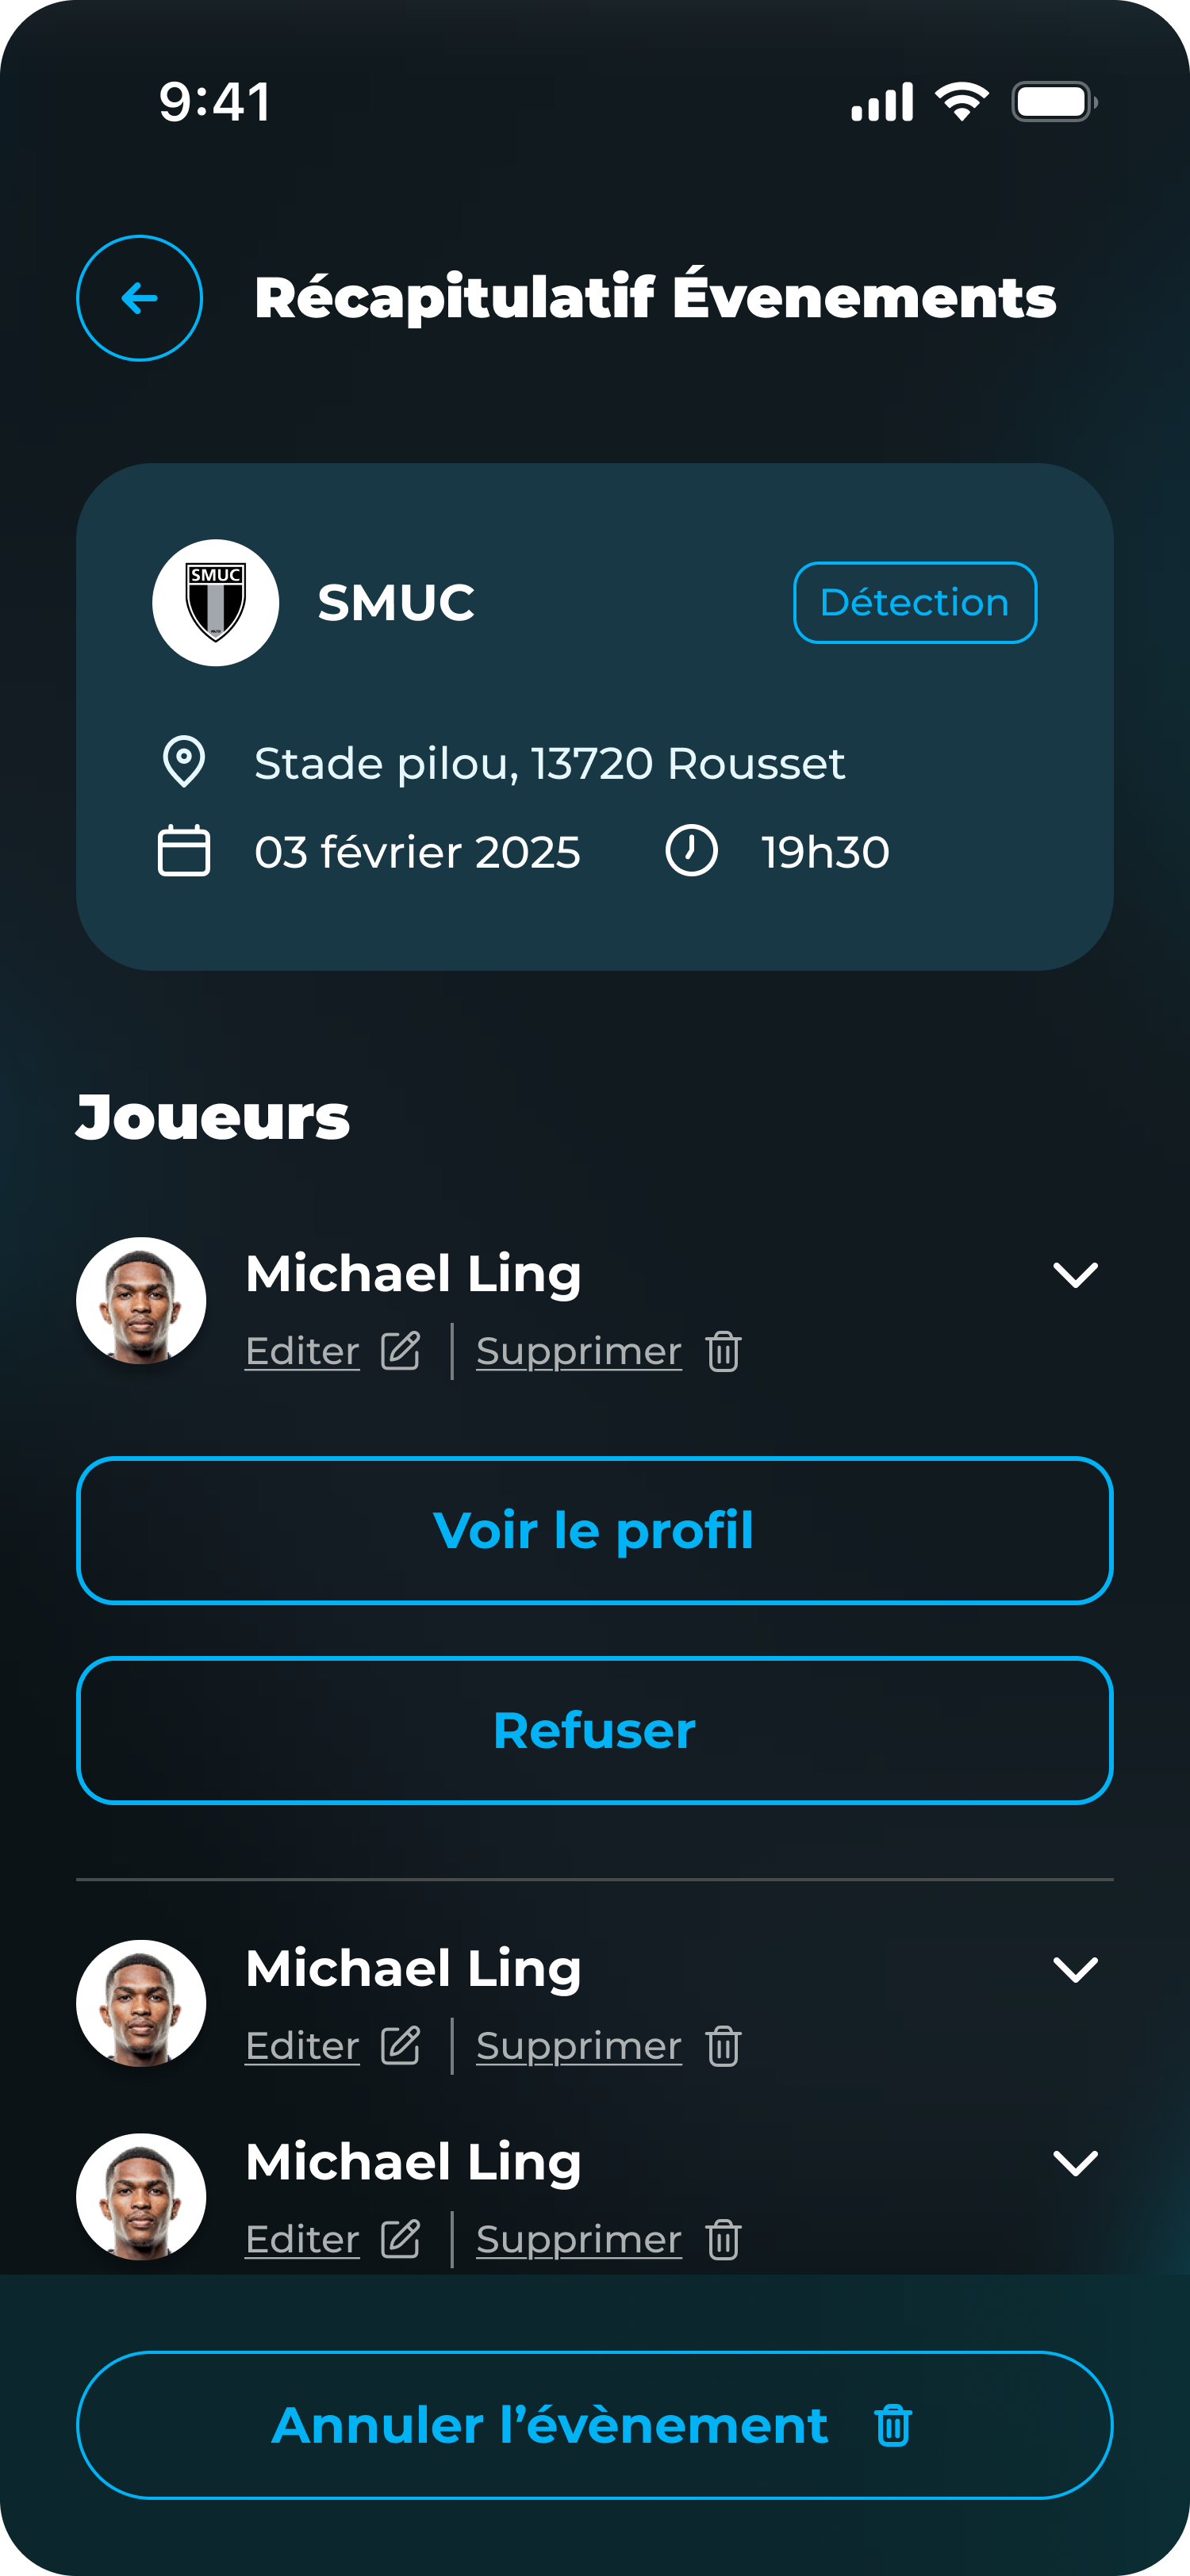 9:41
Récapitulatif Évenements
SMUC
SMUC
Détection
Stade pilou, 13720 Rousset
03 février 2025
19h30
Joueurs
Michael Ling
Editer
Supprimer
Voir le profil
Refuser
Michael Ling
Editer
Supprimer
Michael Ling
Editer
Supprimer
Annuler l’évènement